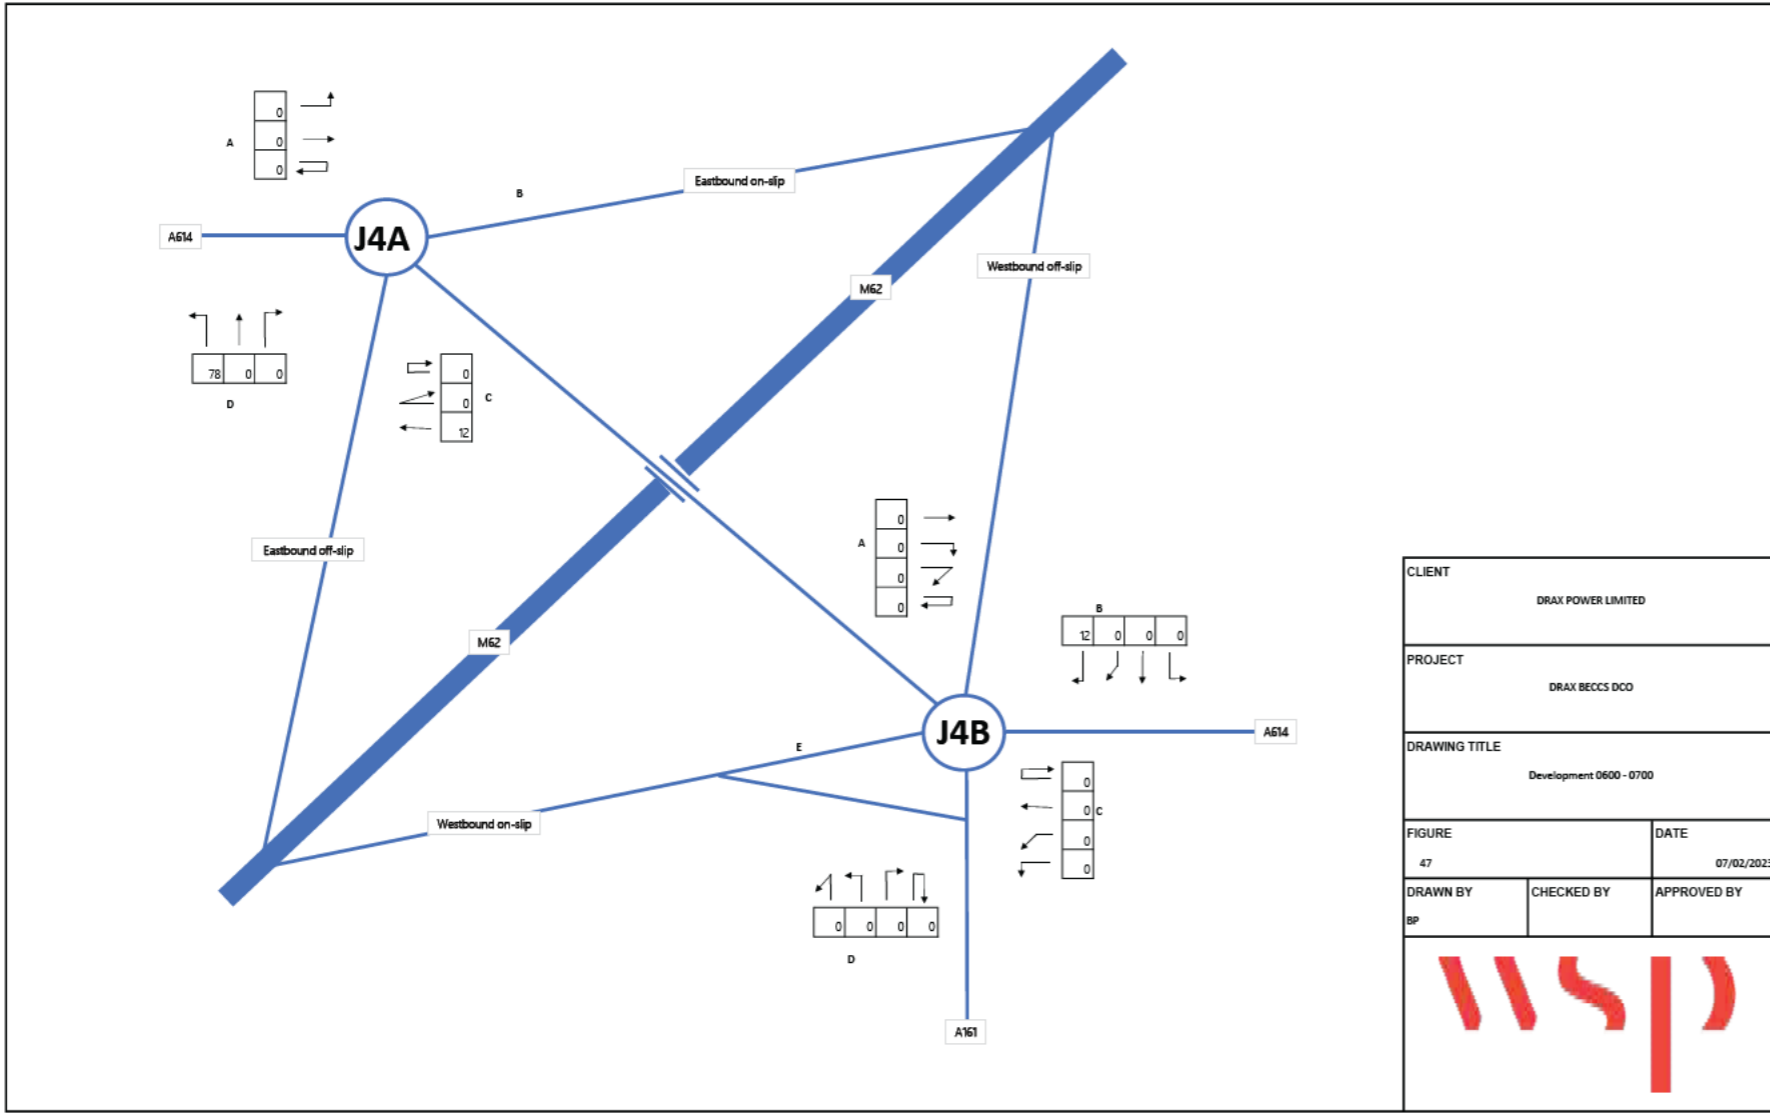 0
A
0
0
B
Eastbound on-slip
A614
J4A
Westbound off-slip
M62
78 0 0
D
0
0
C
12
0
A
0
0
0
Eastbound off-slip
B
12 0 0 0
M62
J4B
A614
E
0
0
C
0
0
Westbound on-slip
0 0 0 0
D
A161
CLIENT
DRAX POWER LIMITED
PROJECT
DRAX BECCS DCO
DRAWING TITLE
Development 0600 - 0700
FIGURE
DATE
47
07/02/2023
DRAWN BY
CHECKED BY
APPROVED BY
BP
wsp